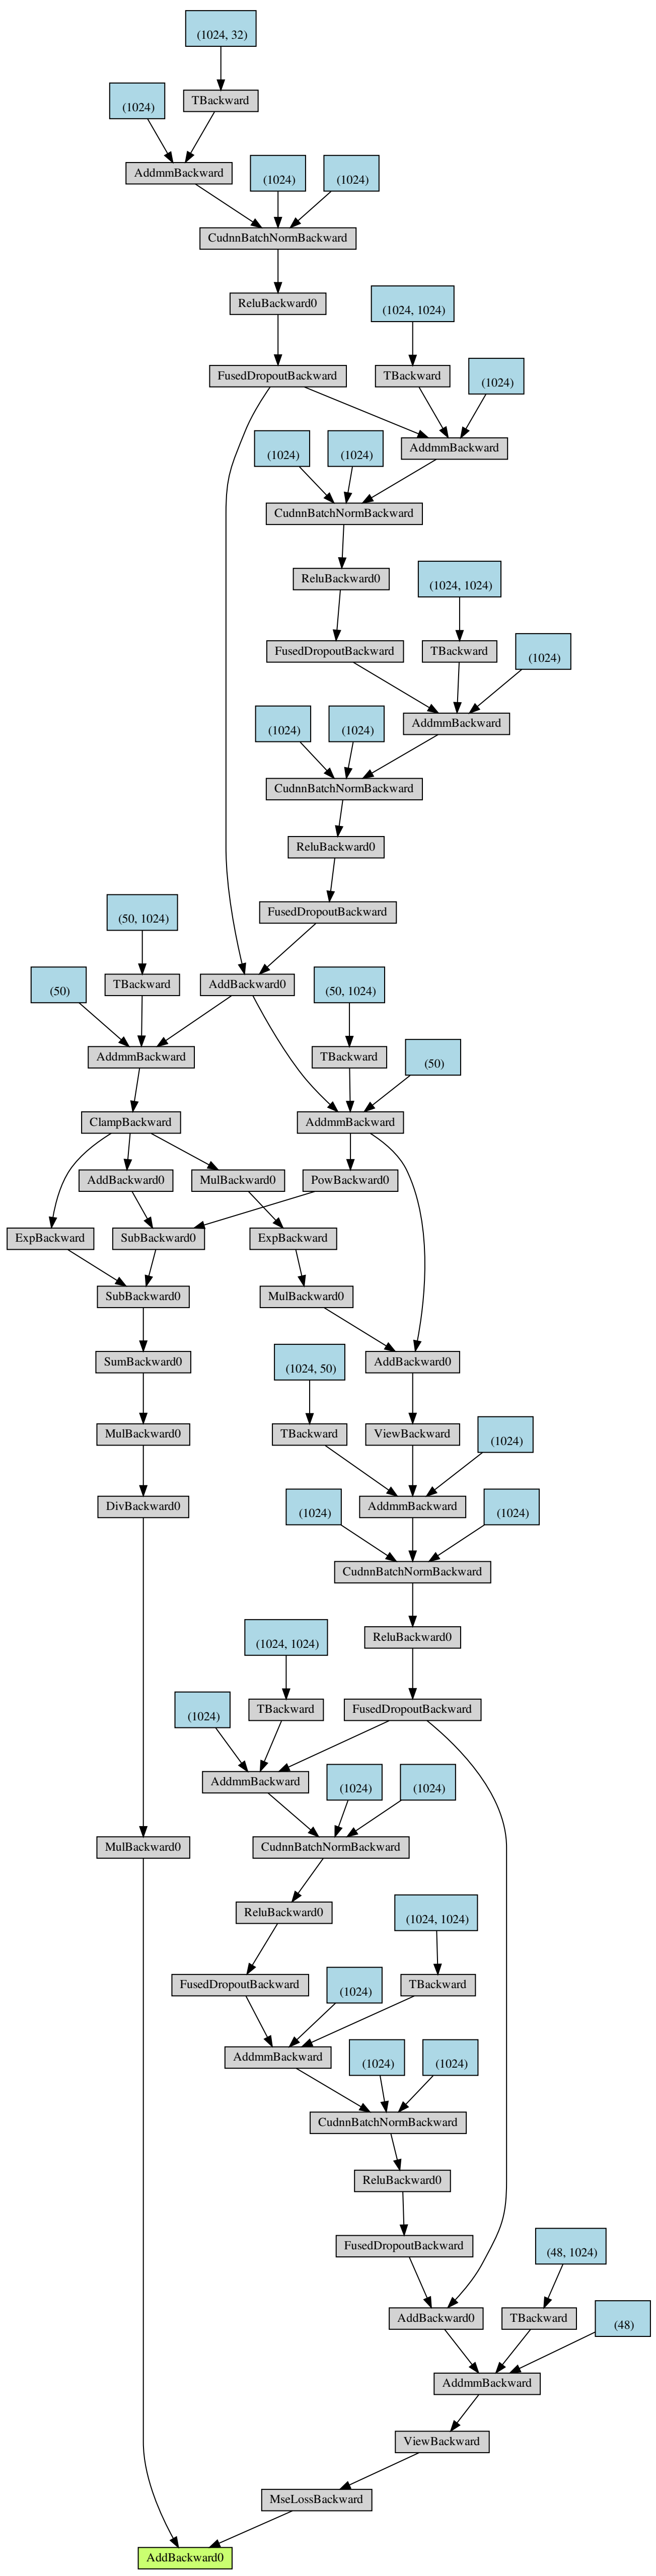 (1024, 32)
(1024)
TBackward
AddmmBackward
(1024)
(1024)
CudnnBatchNormBackward
ReluBackward0
(1024, 1024)
FusedDropoutBackward
TBackward
(1024)
AddmmBackward
(1024)
(1024)
CudnnBatchNormBackward
ReluBackward0
(1024, 1024)
FusedDropoutBackward
TBackward
(1024)
AddmmBackward
(1024)
(1024)
CudnnBatchNormBackward
ReluBackward0
FusedDropoutBackward
(50, 1024)
(50)
TBackward
AddBackward0
(50, 1024)
AddmmBackward
TBackward
(50)
ClampBackward
AddmmBackward
AddBackward0
MulBackward0
PowBackward0
ExpBackward
SubBackward0
ExpBackward
SubBackward0
MulBackward0
SumBackward0
(1024, 50)
AddBackward0
MulBackward0
TBackward
ViewBackward
(1024)
DivBackward0
(1024)
AddmmBackward
(1024)
CudnnBatchNormBackward
ReluBackward0
(1024, 1024)
(1024)
TBackward
FusedDropoutBackward
AddmmBackward
(1024)
(1024)
MulBackward0
CudnnBatchNormBackward
ReluBackward0
(1024, 1024)
FusedDropoutBackward
(1024)
TBackward
AddmmBackward
(1024)
(1024)
CudnnBatchNormBackward
ReluBackward0
FusedDropoutBackward
(48, 1024)
AddBackward0
TBackward
(48)
AddmmBackward
ViewBackward
MseLossBackward
AddBackward0